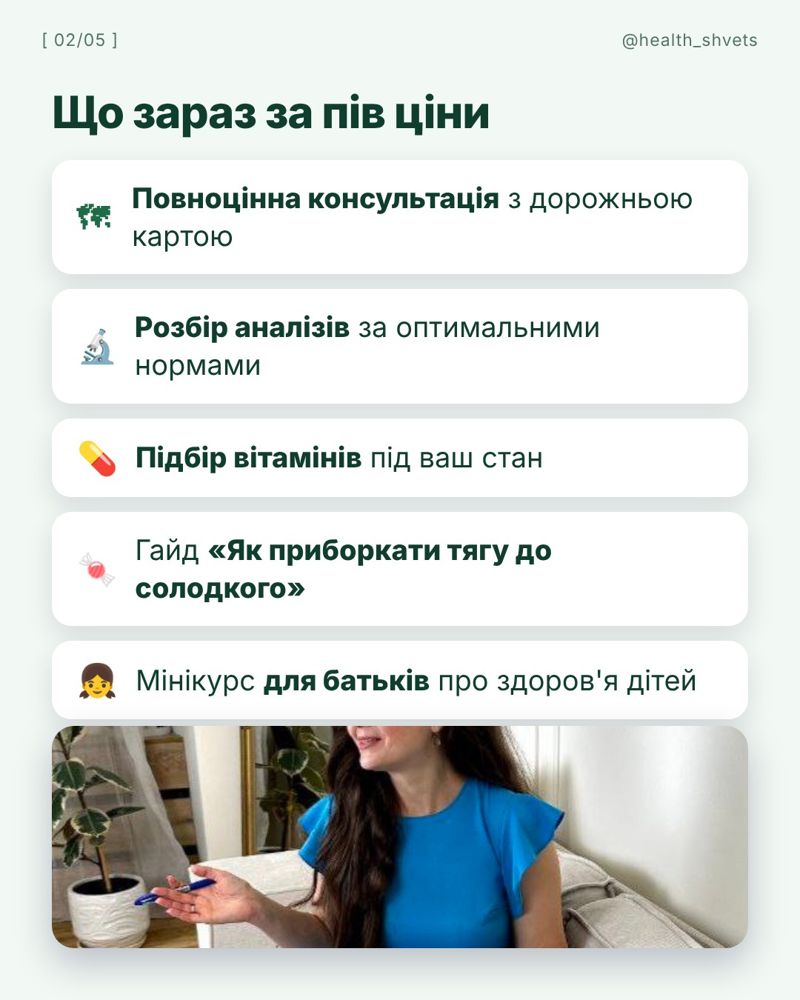 [ 02/05 ]
@health_shvets
Що зараз за пів ціни
Повноцінна консультація з дорожньою
картою
Розбір аналізів за оптимальними
нормами
Підбір вітамінів під ваш стан
Гайд «Як приборкати тягу до
солодкого»
Мінікурс для батьків про здоров'я дітей